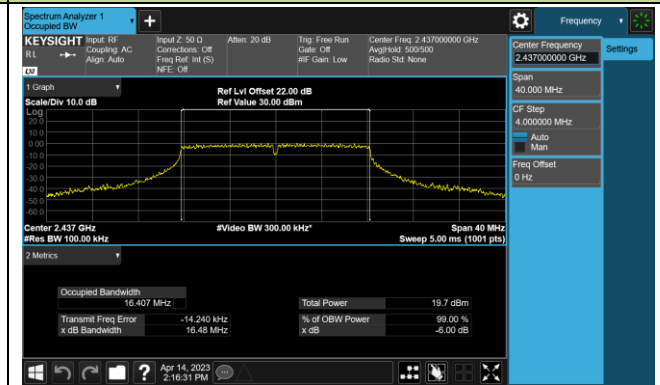 Spectrum Analyzer 1
Occupied BW
+
Frequency
KEYSIGHT
RL
Input: RF
Coupling: AC
Align: Auto
Input Z: 50 Ω
Corrections: Off
Freq Ref: Int (S)
NFE: Off
Atten: 20 dB
Trig: Free Run
Gate: Off
#IF Gain: Low
Center Freq: 2.437000000 GHz
Avg|Hold: 500/500
Radio Std: None
Center Frequency
2.437000000 GHz
Settings
Span
40.000 MHz
CF Step
4.000000 MHz
Auto
Man
Freq Offset
0 Hz
1 Graph
Scale/Div 10.0 dB
Ref Lvl Offset 22.00 dB
Ref Value 30.00 dBm
Log
20.0
10.0
0.00
-10.0
-20.0
-30.0
-40.0
-50.0
-60.0
Center 2.437 GHz
#Res BW 100.00 kHz
#Video BW 300.00 kHz*
Span 40 MHz
Sweep 5.00 ms (1001 pts)
2 Metrics
Occupied Bandwidth
16.407 MHz
Total Power 19.7 dBm
Transmit Freq Error -14.240 kHz
% of OBW Power 99.00 %
x dB Bandwidth 16.48 MHz
x dB -6.00 dB
?
Apr 14, 2023
2:16:31 PM